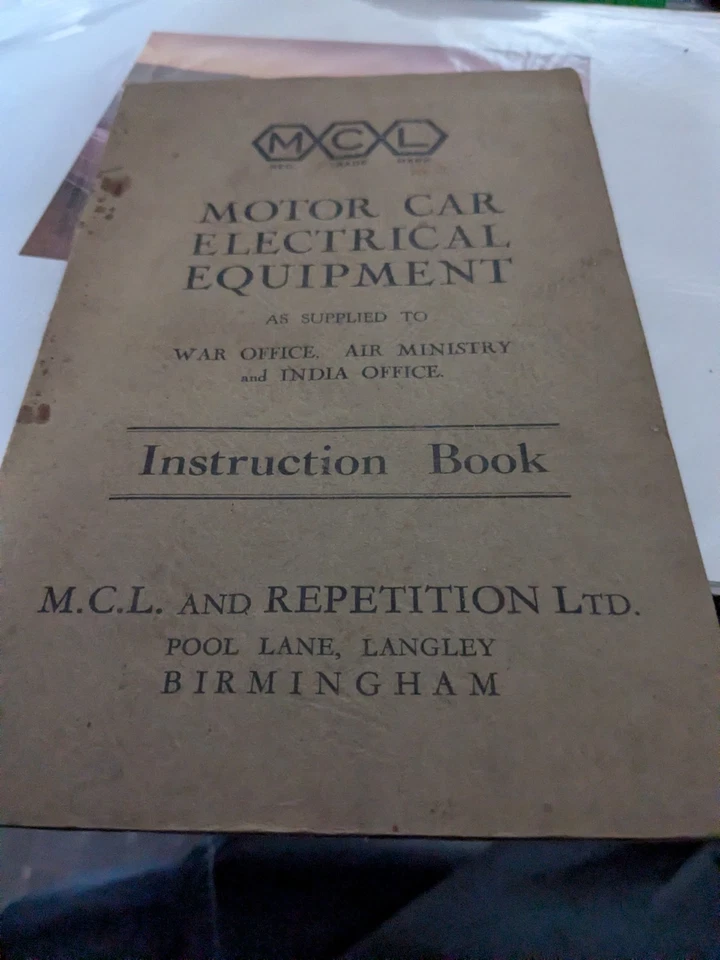 MCL
REG. TRADE MARK
MOTOR CAR
ELECTRICAL
EQUIPMENT
AS SUPPLIED TO
WAR OFFICE, AIR MINISTRY
and INDIA OFFICE.
Instruction Book
M.C.L. AND REPETITION LTD.
POOL LANE, LANGLEY
BIRMINGHAM